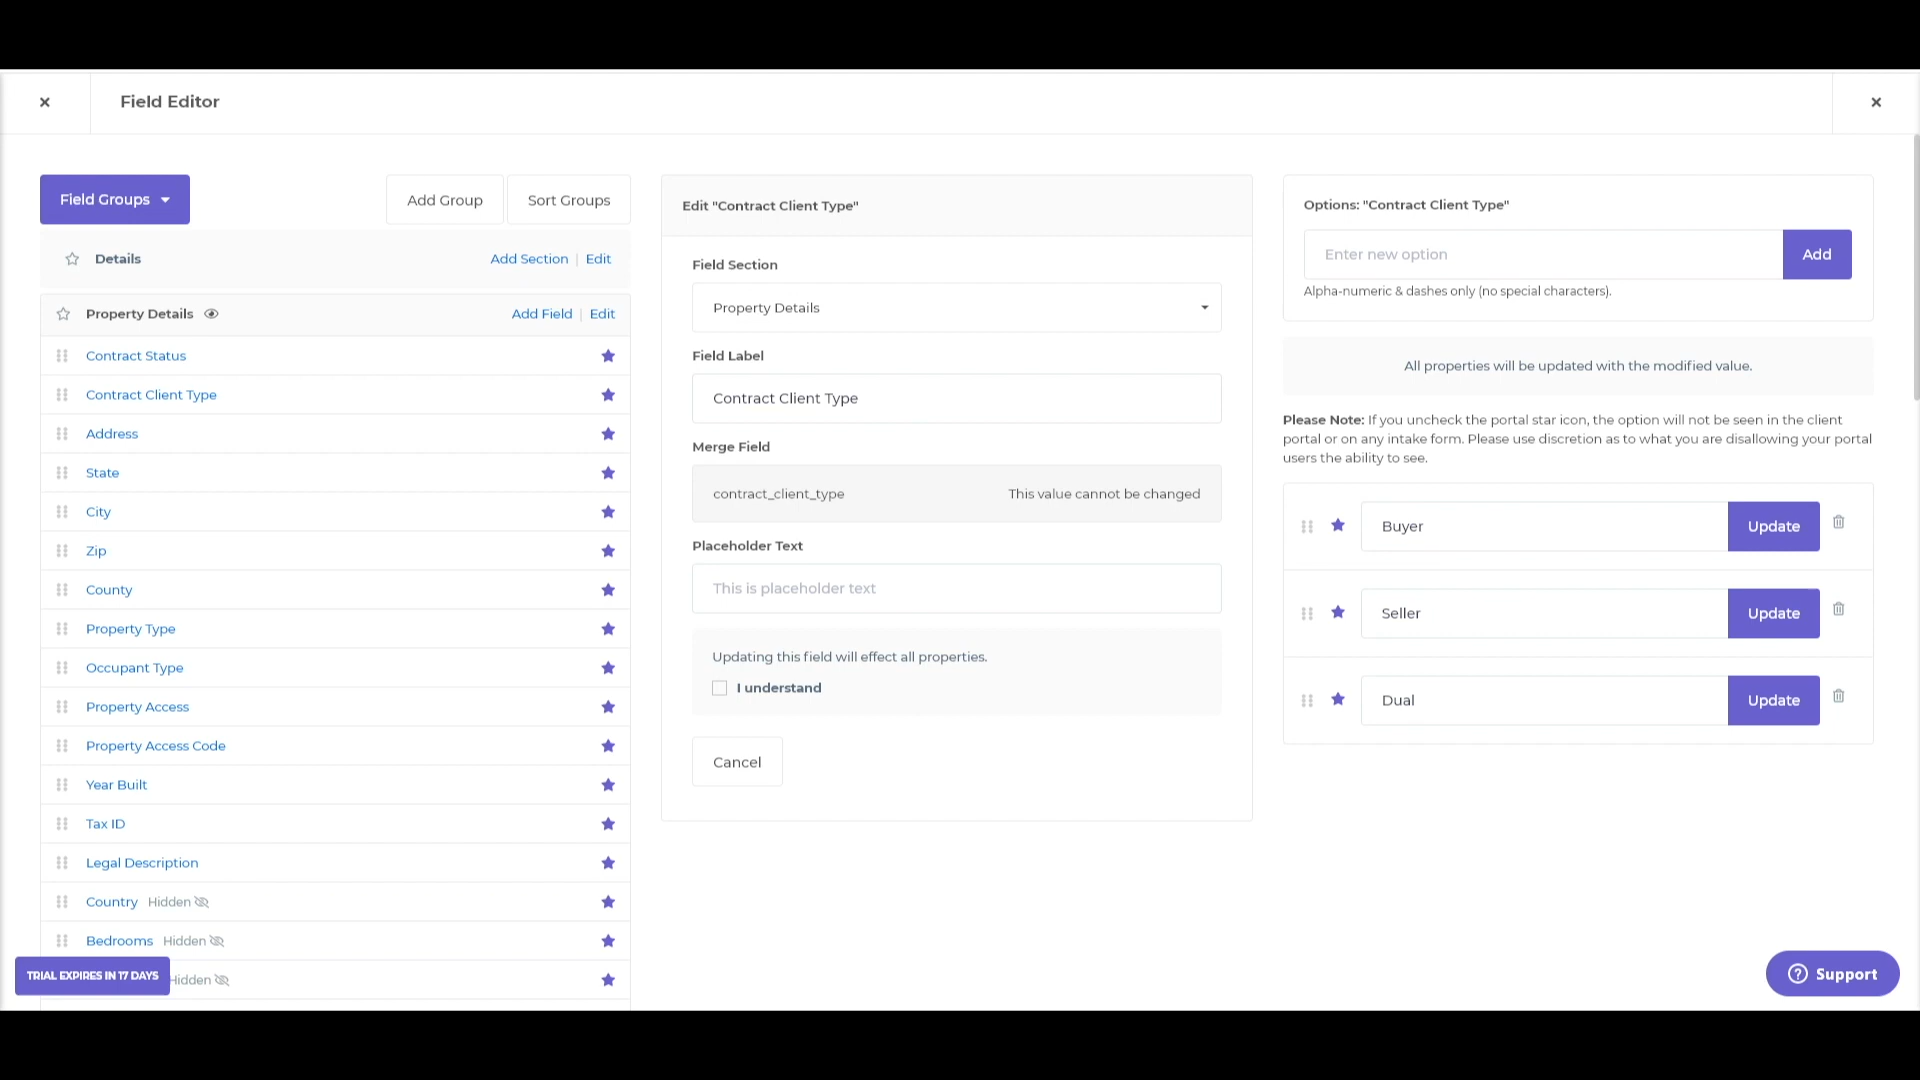 Field Editor
Field Groups
Add Group
Sort Groups
Details
Add Section | Edit
Property Details
Add Field | Edit
Contract Status
Contract Client Type
Address
State
City
Zip
County
Property Type
Occupant Type
Property Access
Property Access Code
Year Built
Tax ID
Legal Description
Country Hidden
Bedrooms Hidden
Hidden
TRIAL EXPIRES IN 17 DAYS
Edit "Contract Client Type"
Field Section
Property Details
Field Label
Contract Client Type
Merge Field
contract_client_type This value cannot be changed
Placeholder Text
This is placeholder text
Updating this field will effect all properties.
I understand
Cancel
Options: "Contract Client Type"
Enter new option
Add
Alpha-numeric & dashes only (no special characters).
All properties will be updated with the modified value.
Please Note: If you uncheck the portal star icon, the option will not be seen in the client
portal or on any intake form. Please use discretion as to what you are disallowing your portal
users the ability to see.
Buyer Update
Seller Update
Dual Update
Support